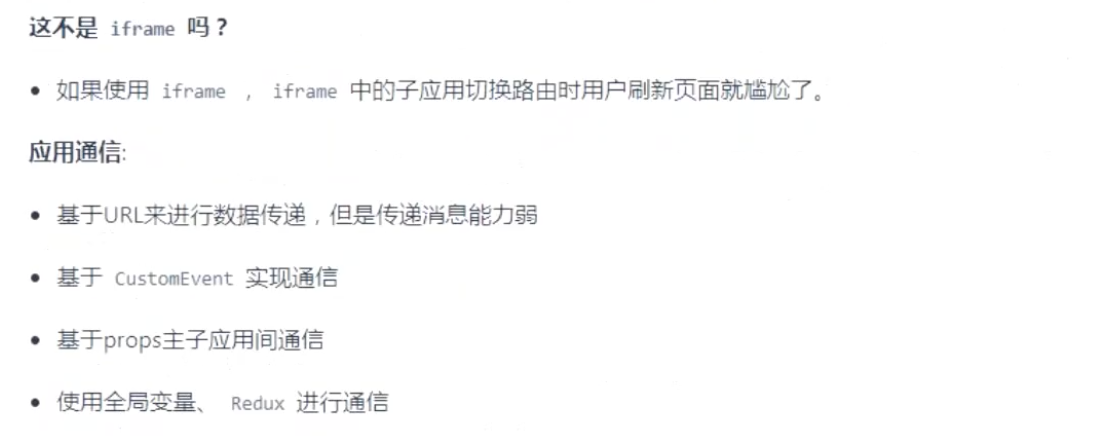 这不是 iframe 吗？
• 如果使用 iframe ， iframe 中的子应用切换路由时用户刷新页面就尴尬了。
应用通信:
• 基于URL来进行数据传递，但是传递消息能力弱
• 基于 CustomEvent 实现通信
• 基于props主子应用间通信
• 使用全局变量、 Redux 进行通信